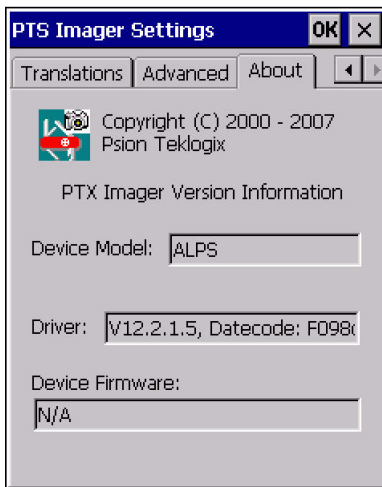 PTS Imager Settings OK ×
Translations Advanced About
Copyright (C) 2000 - 2007
Psion Teklogix
PTX Imager Version Information
Device Model: ALPS
Driver: V12.2.1.5, Datecode:
Device Firmware:
N/A